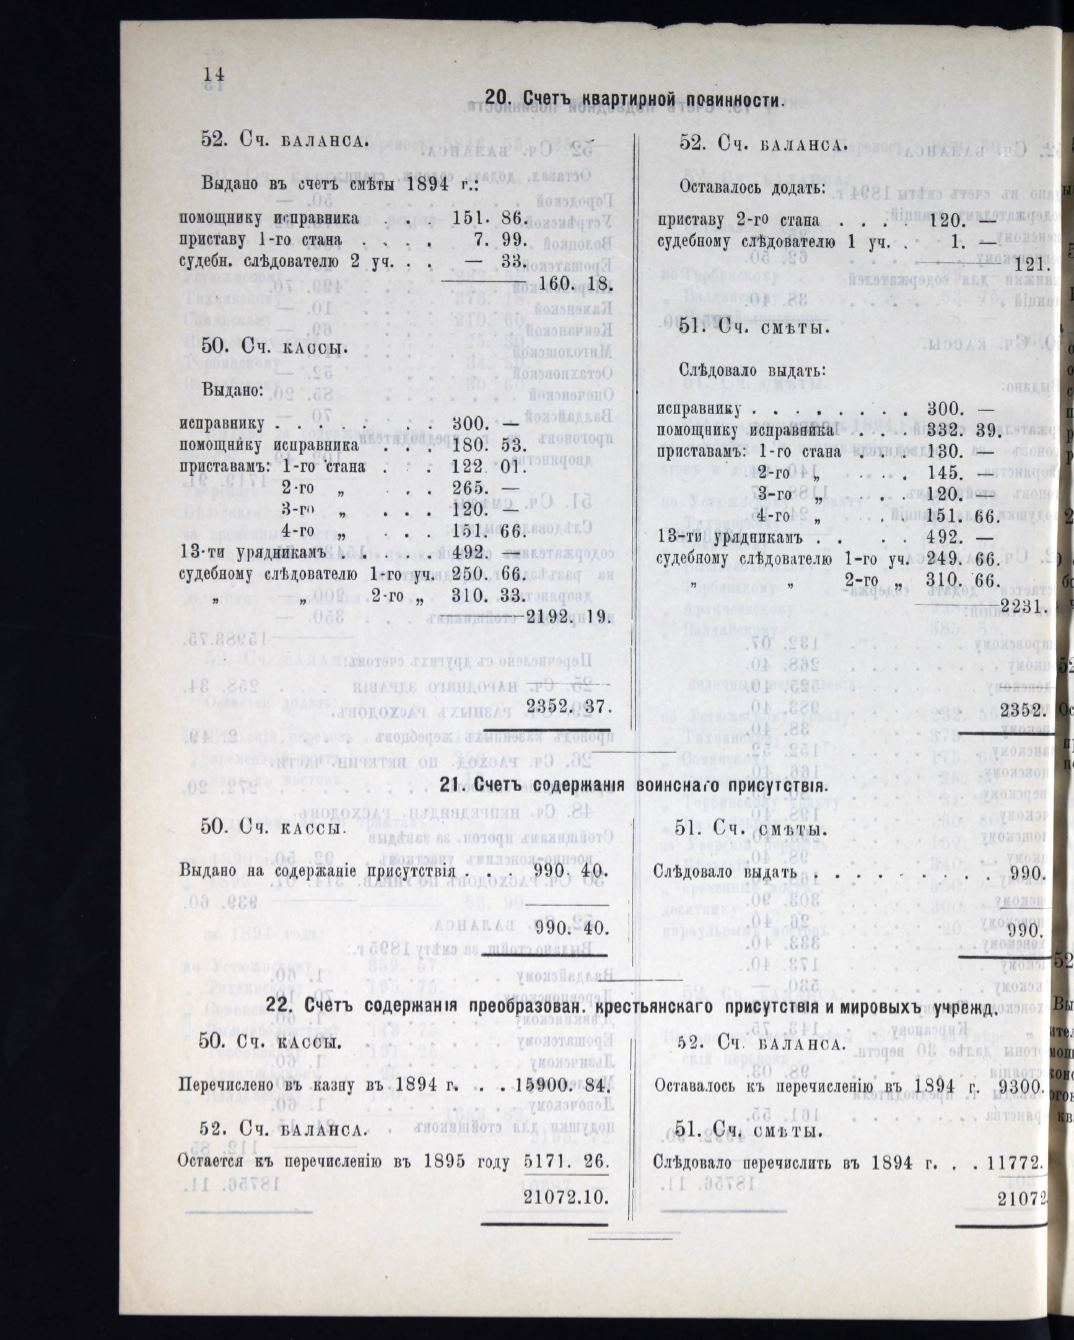 14
20. Счетъ квартирной повинности.
52. Сч. БАЛАНСА.
Выдано въ счетъ смѣты 1894 г.:
помощнику исправника . . . 151. 86.
приставу 1-го стана . . . . 7. 99.
судебн. слѣдователю 2 уч. . . — 33.
160. 18.
50. Сч. КАССЫ.
Выдано:
исправнику . . . . . . . . 300. —
помощнику исправника . . . 180. 53.
приставамъ: 1-го стана . . . 122 01.
2-го „ . . 265. —
3-го „ . . . 120. —
4-го „ . . . 151. 66.
13-ти урядникамъ . . . . . 492. —
судебному слѣдователю 1-го уч. 250. 66.
„ „ 2-го „ 310. 33.
2192. 19.
2352. 37.
52. Сч. БАЛАНСА.
Оставалось додать:
приставу 2-го стана . . . . 120. —
судебному слѣдователю 1 уч. . 1. —
121.
51. Сч. СМѢТЫ.
Слѣдовало выдать:
исправнику . . . . . . . . 300. —
помощнику исправника . . . 332. 39.
приставамъ: 1-го стана . . . 130. —
2-го „ . . . 145. —
3-го „ . . . 120. —
4-го „ . . . 151. 66.
13-ти урядникамъ . . . . . 492. —
судебному слѣдователю 1-го уч. 249. 66.
„ „ 2-го „ 310. 66.
2231.
2352.
21. Счетъ содержанія воинскаго присутствія.
50. Сч. КАССЫ.
Выдано на содержаніе присутствія . . . 990. 40.
990. 40.
51. Сч. СМѢТЫ.
Слѣдовало выдать . . . . . . . . . 990.
990.
22. Счетъ содержанія преобразован. крестьянскаго присутствія и мировыхъ учрежд.
50. Сч. КАССЫ.
Перечислено въ казну въ 1894 г. . . 15900. 84.
52. Сч. БАЛАНСА.
Остается къ перечисленію въ 1895 году 5171. 26.
21072.10.
52. Сч. БАЛАНСА.
Оставалось къ перечисленію въ 1894 г. 9300.
51. Сч. СМѢТЫ.
Слѣдовало перечислить въ 1894 г. . . 11772.
21072